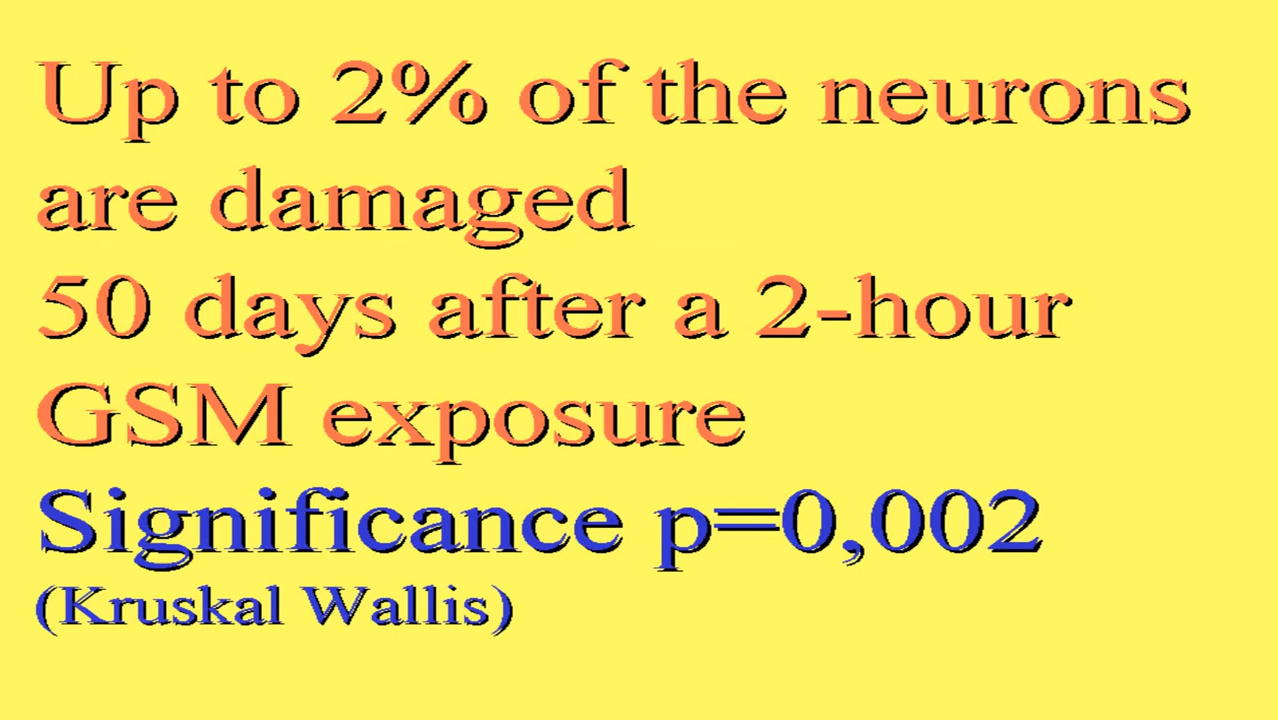 Up to 2% of the neurons
are damaged
50 days after a 2-hour
GSM exposure
Significance p=0,002
(Kruskal Wallis)